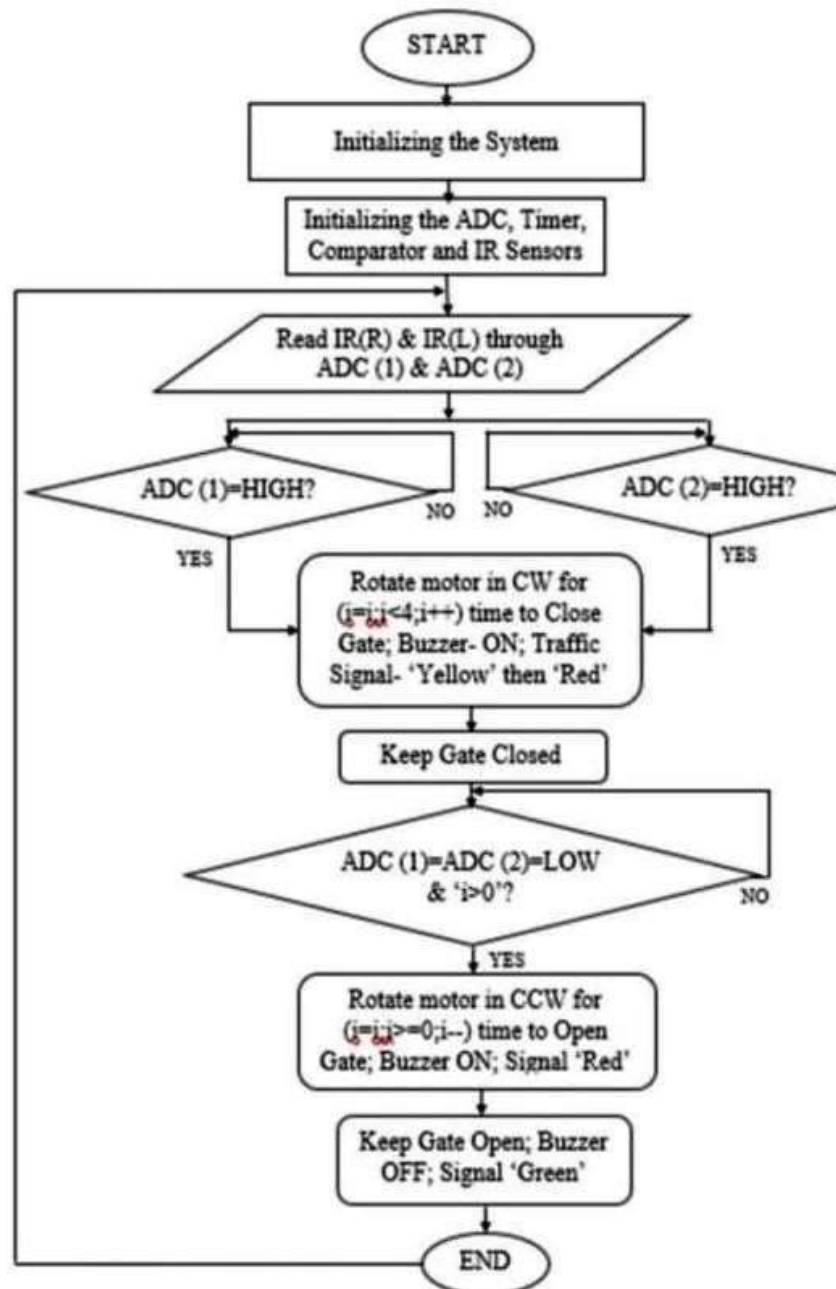 START
Initializing the System
Initializing the ADC, Timer,
Comparator and IR Sensors
Read IR(R) & IR(L) through
ADC (1) & ADC (2)
ADC (1)=HIGH?
NO
YES
ADC (2)=HIGH?
NO
YES
Rotate motor in CW for
(i=i;i<4;i++) time to Close
Gate; Buzzer- ON; Traffic
Signal- ‘Yellow’ then ‘Red’
Keep Gate Closed
ADC (1)=ADC (2)=LOW
& ‘i>0’?
NO
YES
Rotate motor in CCW for
(i=i;i>=0;i--) time to Open
Gate; Buzzer ON; Signal ‘Red’
Keep Gate Open; Buzzer
OFF; Signal ‘Green’
END